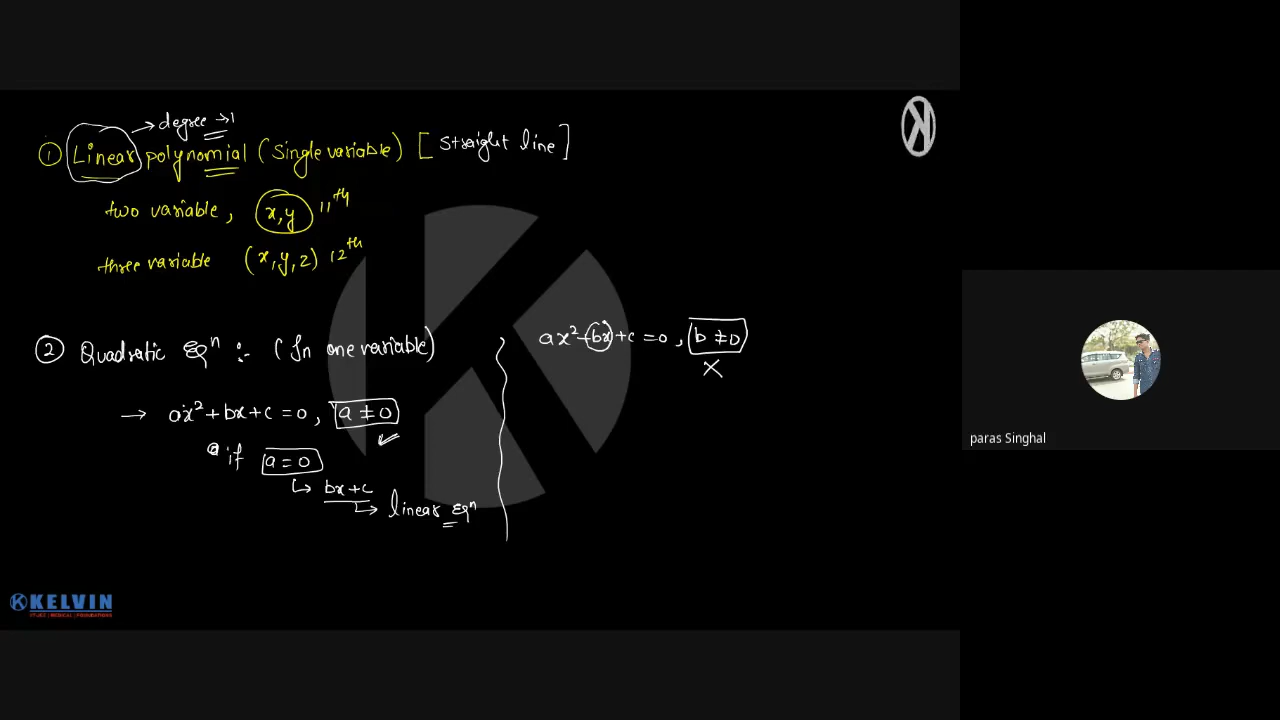 → degree → 1
① Linear polynomial (Single variable) [straight line]
two variable, x,y 11th
three variable (x,y,z) 12th
② Quadratic Eqn :- (In one variable)
→ ax²+bx+c=0, a≠0 ✓
if a=0
↳ bx+c
↳ linear Eqn
ax²+bx+c=0, b≠0
×
KELVIN
paras Singhal